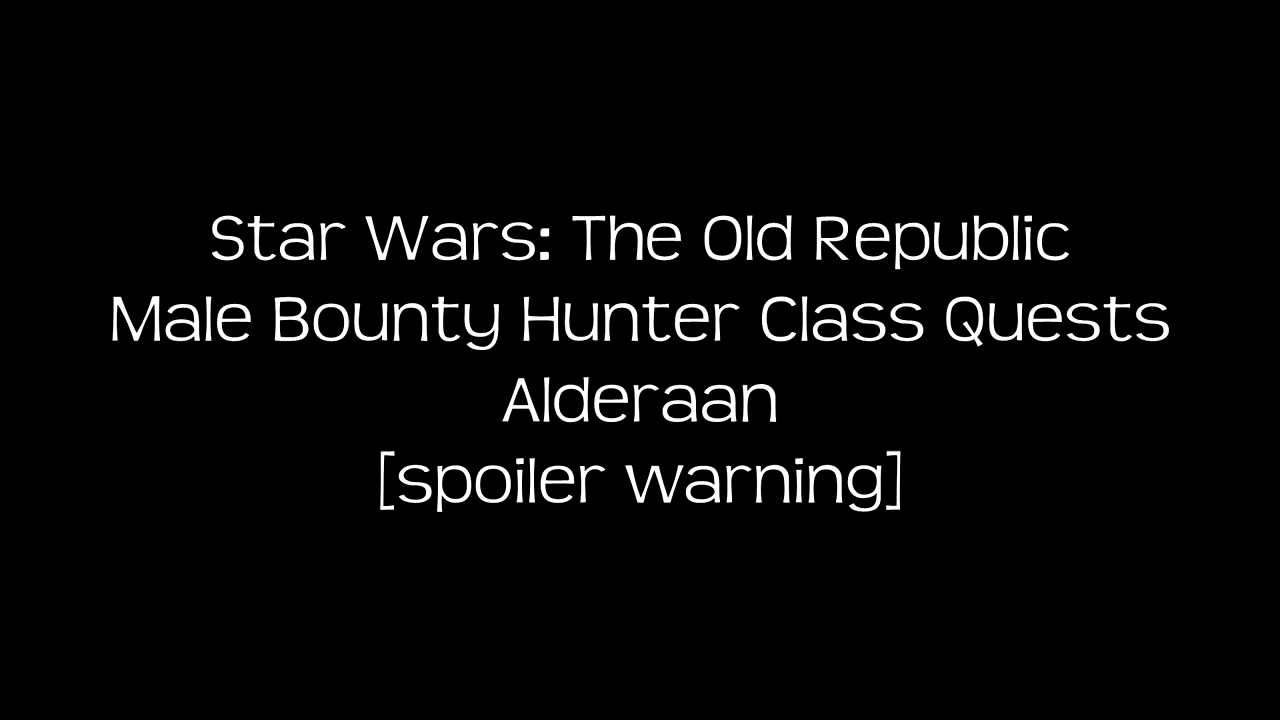 Star Wars: The Old Republic
Male Bounty Hunter Class Quests
Alderaan
[spoiler warning]